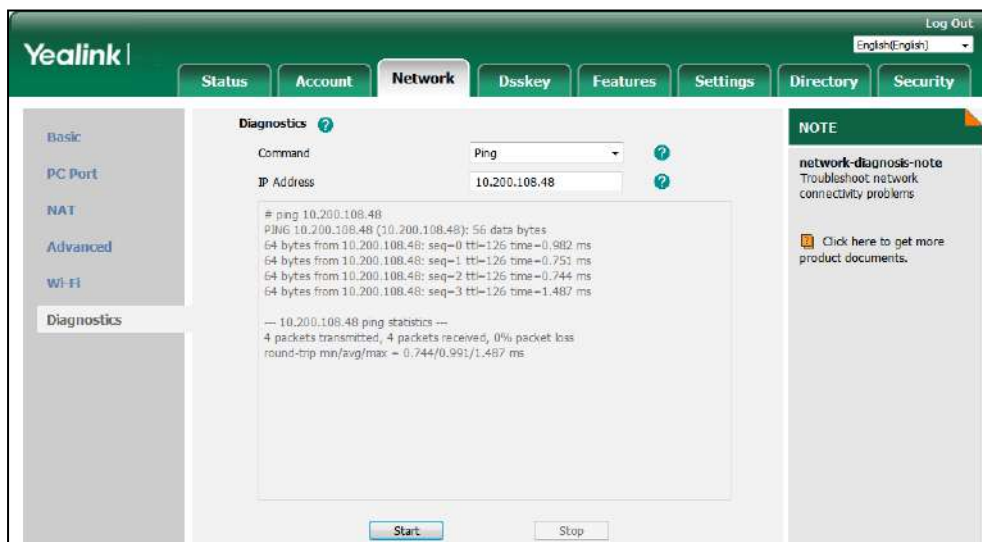 Log Out
Yealink
English(English)
Status Account Network Dsskey Features Settings Directory Security
Basic
PC Port
NAT
Advanced
Wi-Fi
Diagnostics
Diagnostics ?
Command Ping ?
IP Address 10.200.108.48 ?
# ping 10.200.108.48
PING 10.200.108.48 (10.200.108.48): 56 data bytes
64 bytes from 10.200.108.48: seq=0 ttl=126 time=0.982 ms
64 bytes from 10.200.108.48: seq=1 ttl=126 time=0.751 ms
64 bytes from 10.200.108.48: seq=2 ttl=126 time=0.744 ms
64 bytes from 10.200.108.48: seq=3 ttl=126 time=1.487 ms
--- 10.200.108.48 ping statistics ---
4 packets transmitted, 4 packets received, 0% packet loss
round-trip min/avg/max = 0.744/0.991/1.487 ms
Start Stop
NOTE
network-diagnosis-note
Troubleshoot network
connectivity problems
? Click here to get more
product documents.